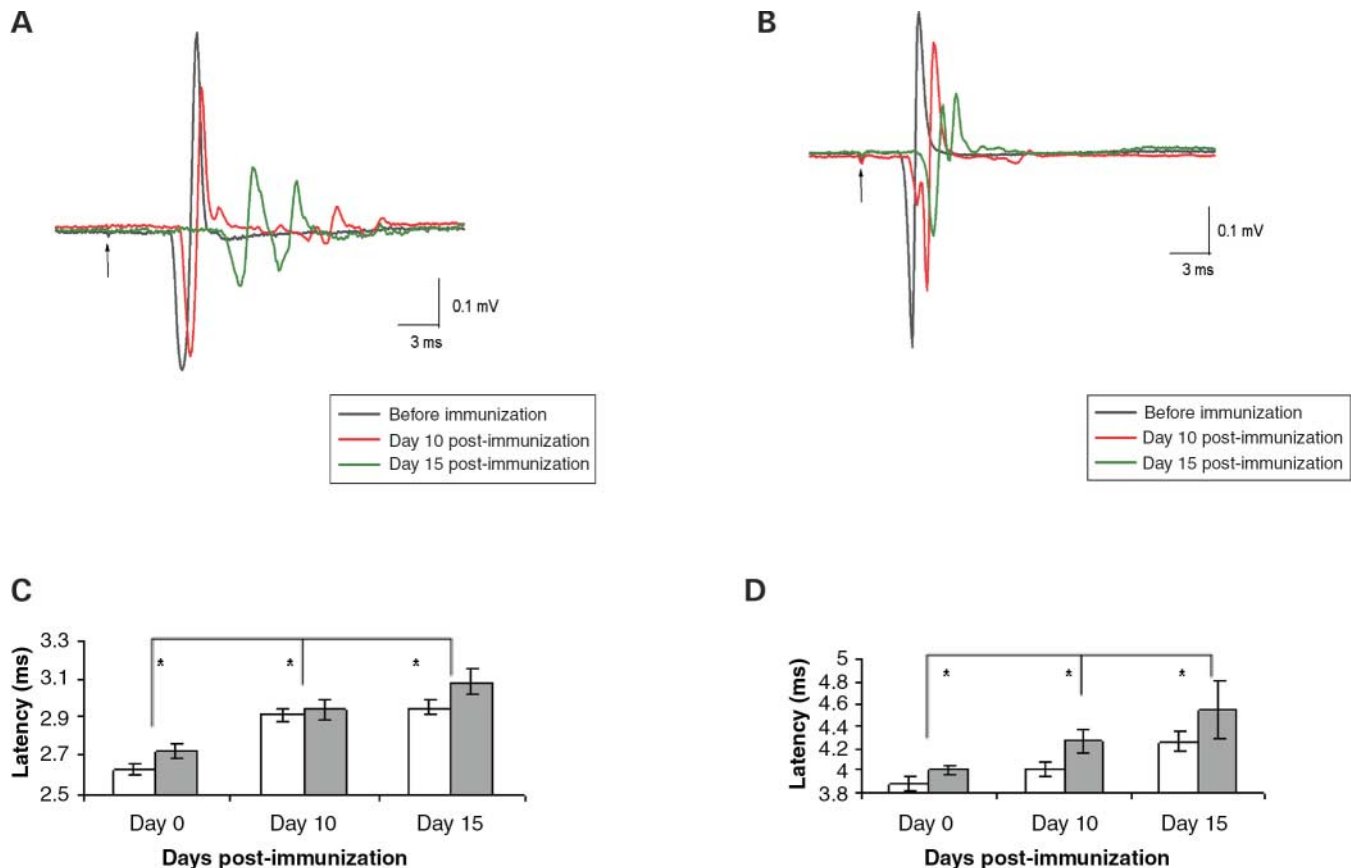 A
0.1 mV
3 ms
Before immunization
Day 10 post-immunization
Day 15 post-immunization
B
0.1 mV
3 ms
Before immunization
Day 10 post-immunization
Day 15 post-immunization
C
Latency (ms)
3.3
3.1
2.9
2.7
2.5
* * *
Day 0 Day 10 Day 15
Days post-immunization
D
Latency (ms)
5
4.8
4.6
4.4
4.2
4
3.8
* * *
Day 0 Day 10 Day 15
Days post-immunization